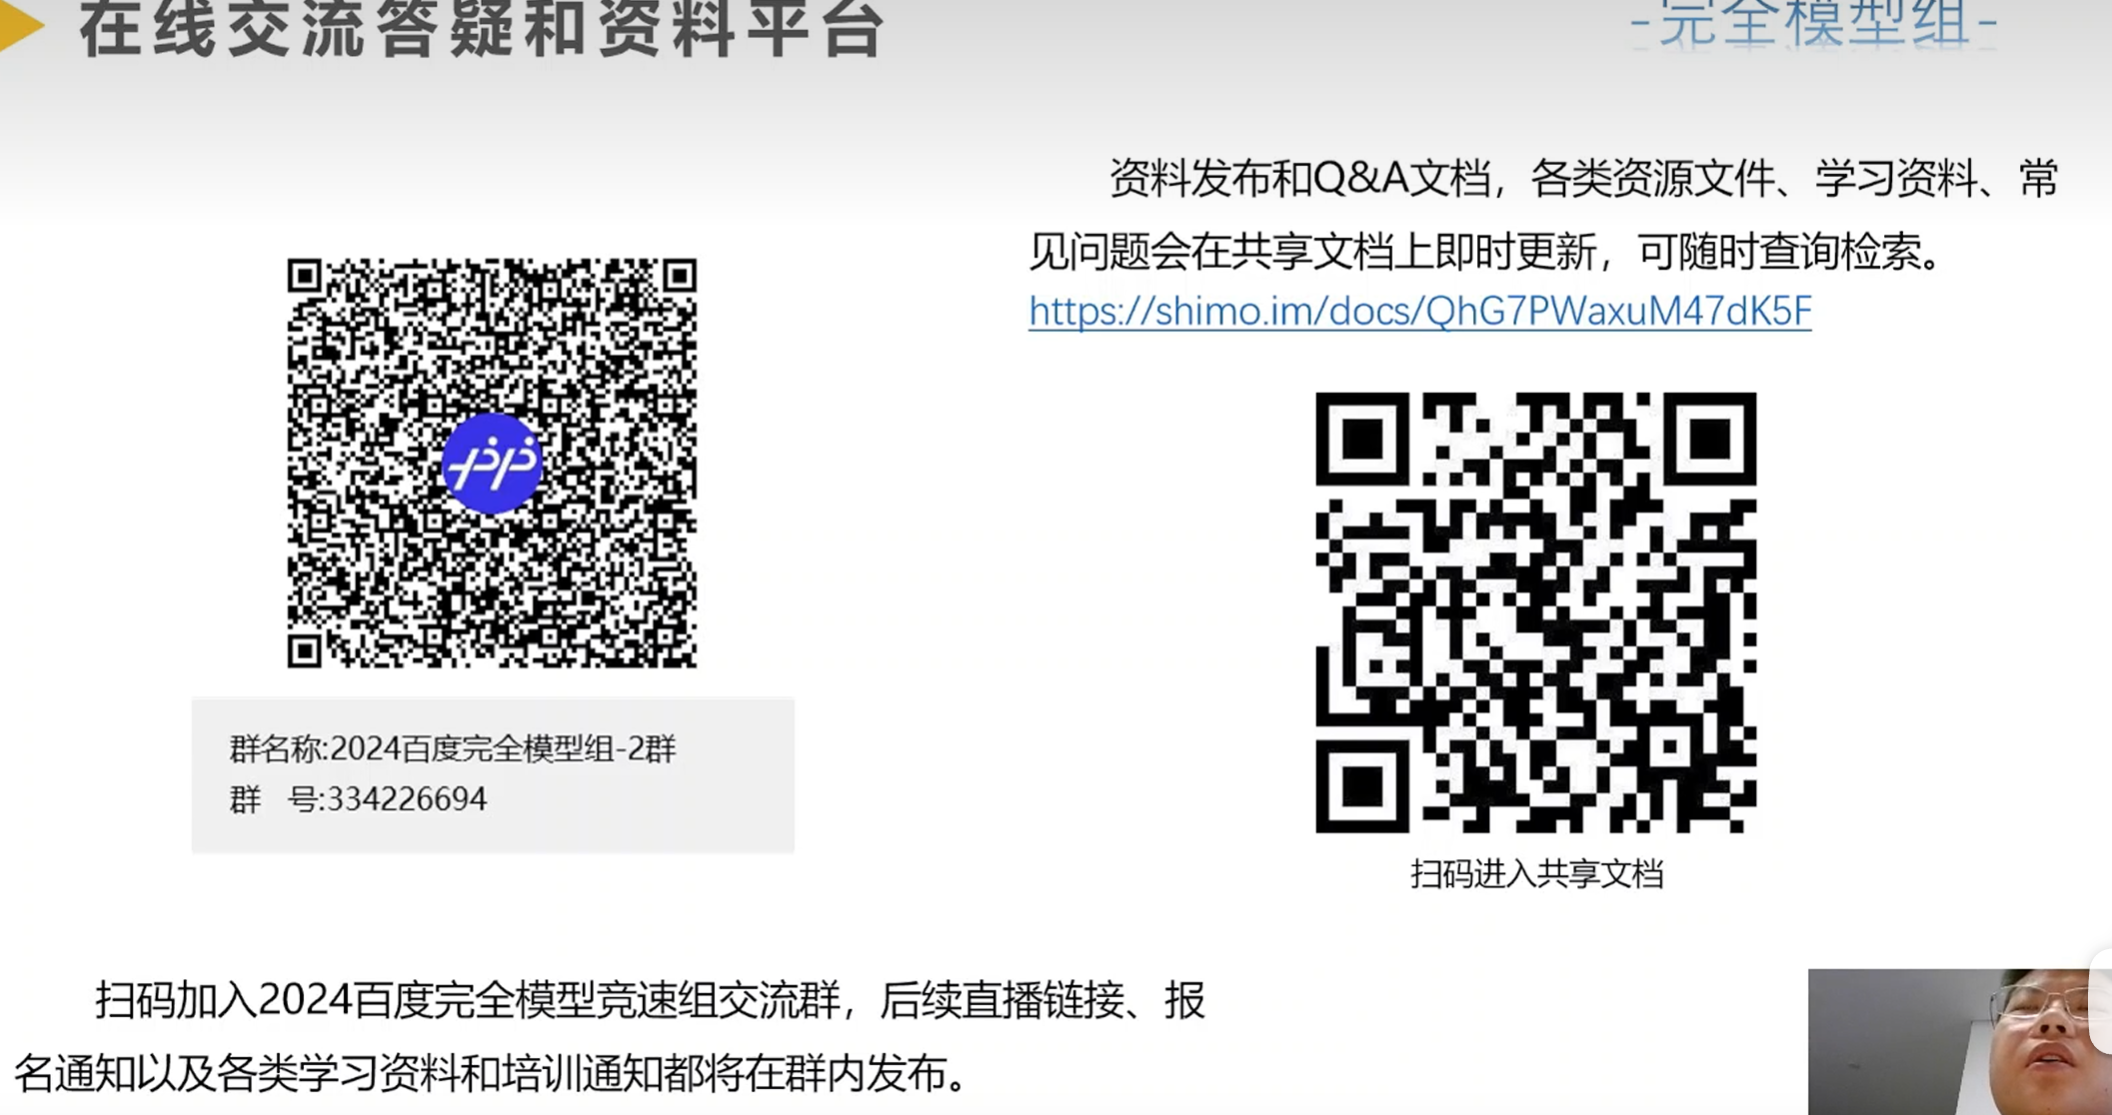 在线交流答疑和资料平台
-完全模型组-
资料发布和Q&A文档，各类资源文件、学习资料、常
见问题会在共享文档上即时更新，可随时查询检索。
https://shimo.im/docs/QhG7PWaxuM47dK5F
群名称:2024百度完全模型组-2群
群 号:334226694
扫码进入共享文档
扫码加入2024百度完全模型竞速组交流群，后续直播链接、报
名通知以及各类学习资料和培训通知都将在群内发布。